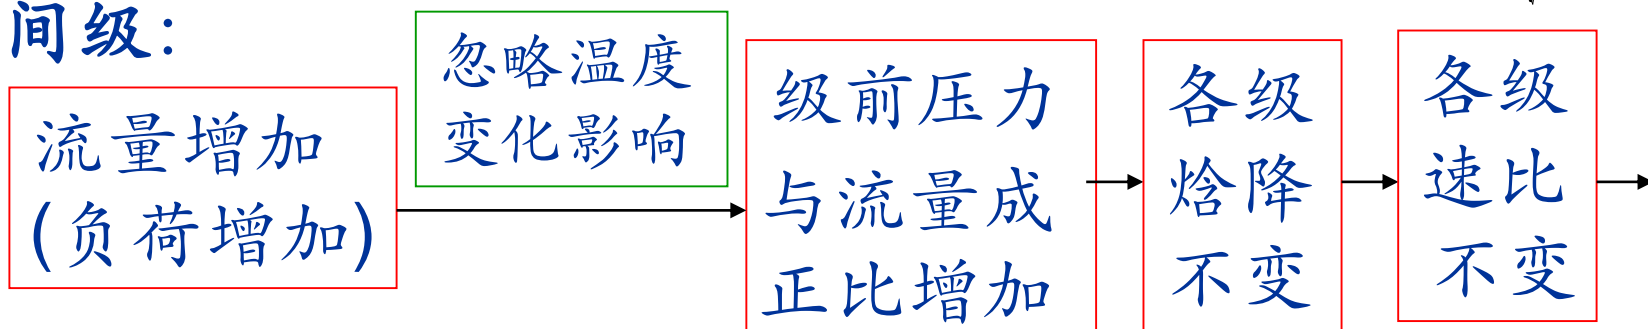 间级:
流量增加
(负荷增加)
忽略温度
变化影响
级前压力
与流量成
正比增加
各级
焓降
不变
各级
速比
不变